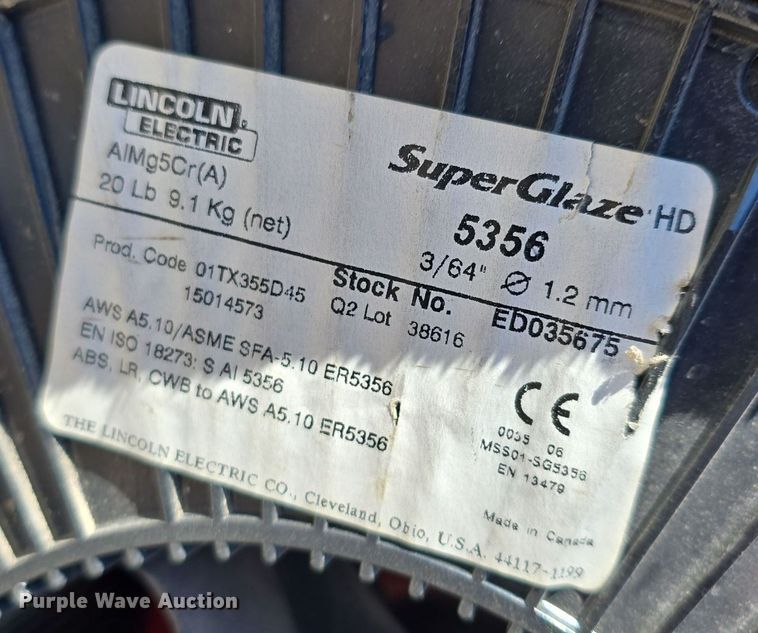 LINCOLN
ELECTRIC
AlMg5Cr(A)
20 Lb 9.1 Kg (net)
SuperGlaze HD
5356
3/64" Ø 1.2 mm
Prod. Code 01TX355D45
15014573
Stock No. ED035675
Q2 Lot 38616
AWS A5.10/ASME SFA-5.10 ER5356
EN ISO 18273: S Al 5356
ABS, LR, CWB to AWS A5.10 ER5356
CE
0035 06
MSS01-SG5356
EN 13479
Made in Canada
THE LINCOLN ELECTRIC CO., Cleveland, Ohio, U.S.A. 44117-1199
Purple Wave Auction